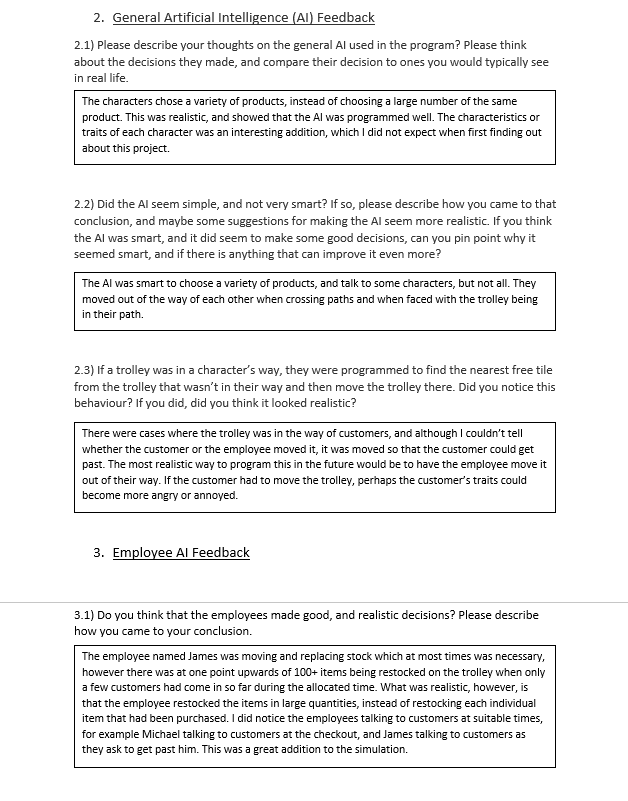 2. General Artificial Intelligence (AI) Feedback
2.1) Please describe your thoughts on the general AI used in the program? Please think
about the decisions they made, and compare their decision to ones you would typically see
in real life.
The characters chose a variety of products, instead of choosing a large number of the same
product. This was realistic, and showed that the AI was programmed well. The characteristics or
traits of each character was an interesting addition, which I did not expect when first finding out
about this project.
2.2) Did the AI seem simple, and not very smart? If so, please describe how you came to that
conclusion, and maybe some suggestions for making the AI seem more realistic. If you think
the AI was smart, and it did seem to make some good decisions, can you pin point why it
seemed smart, and if there is anything that can improve it even more?
The AI was smart to choose a variety of products, and talk to some characters, but not all. They
moved out of the way of each other when crossing paths and when faced with the trolley being
in their path.
2.3) If a trolley was in a character's way, they were programmed to find the nearest free tile
from the trolley that wasn't in their way and then move the trolley there. Did you notice this
behaviour? If you did, did you think it looked realistic?
There were cases where the trolley was in the way of customers, and although I couldn't tell
whether the customer or the employee moved it, it was moved so that the customer could get
past. The most realistic way to program this in the future would be to have the employee move it
out of their way. If the customer had to move the trolley, perhaps the customer's traits could
become more angry or annoyed.
3. Employee AI Feedback
3.1) Do you think that the employees made good, and realistic decisions? Please describe
how you came to your conclusion.
The employee named James was moving and replacing stock which at most times was necessary,
however there was at one point upwards of 100+ items being restocked on the trolley when only
a few customers had come in so far during the allocated time. What was realistic, however, is
that the employee restocked the items in large quantities, instead of restocking each individual
item that had been purchased. I did notice the employees talking to customers at suitable times,
for example Michael talking to customers at the checkout, and James talking to customers as
they ask to get past him. This was a great addition to the simulation.